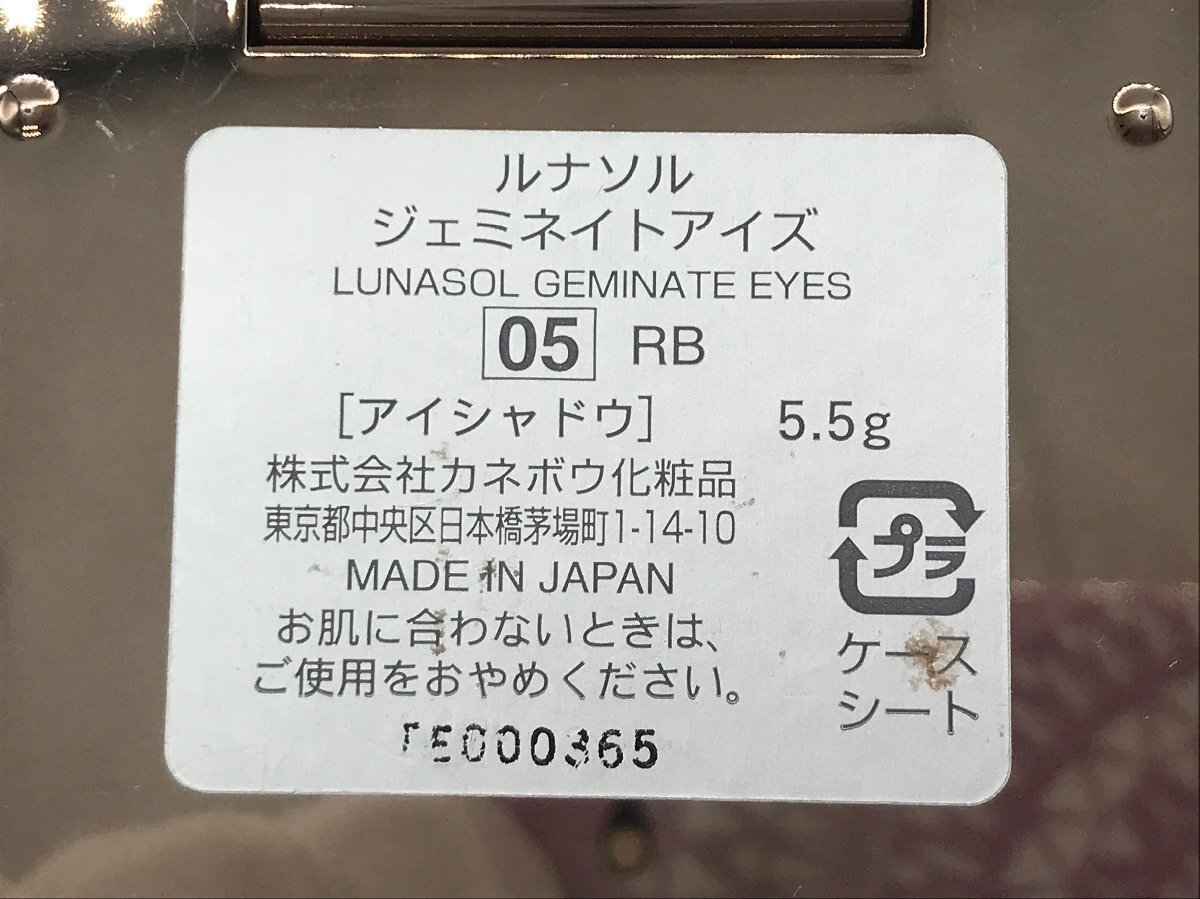 ルナソル
ジェミネイトアイズ
LUNASOL GEMINATE EYES
05 RB
[アイシャドウ] 5.5g
株式会社カネボウ化粧品
東京都中央区日本橋茅場町1-14-10
MADE IN JAPAN
お肌に合わないときは、
ご使用をおやめください。
プラ
ケース
シート